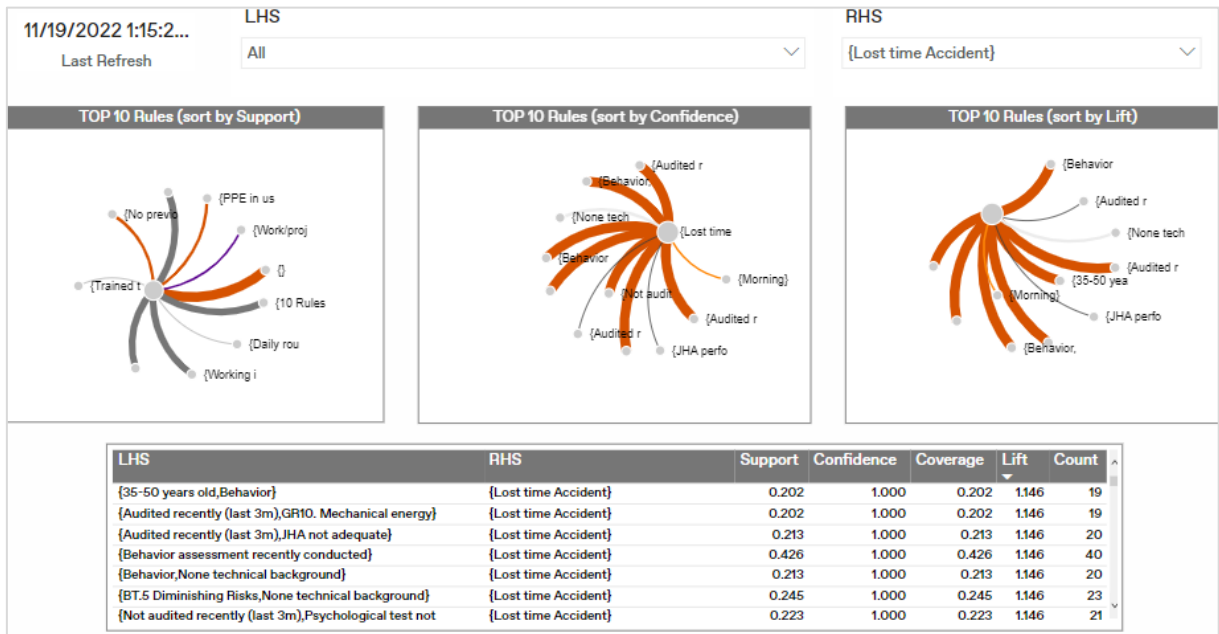 11/19/2022 1:15:2...
Last Refresh
LHS
All
RHS
{Lost time Accident}
TOP 10 Rules (sort by Support)
{No previo
{PPE in us
{Work/proj
{}
{Trained t
{10 Rules
{Daily rou
{Working i
TOP 10 Rules (sort by Confidence)
{Audited r
{Behavior,
{None tech
{Lost time
{Behavior
{Morning}
{Not audit
{Audited r
{Audited r
{JHA perfo
TOP 10 Rules (sort by Lift)
{Behavior
{Audited r
{None tech
{Audited r
{35-50 yea
{Morning}
{JHA perfo
{Behavior,
LHS RHS Support Confidence Coverage Lift Count
{35-50 years old,Behavior} {Lost time Accident} 0.202 1.000 0.202 1.146 19
{Audited recently (last 3m),GR10. Mechanical energy} {Lost time Accident} 0.202 1.000 0.202 1.146 19
{Audited recently (last 3m),JHA not adequate} {Lost time Accident} 0.213 1.000 0.213 1.146 20
{Behavior assessment recently conducted} {Lost time Accident} 0.426 1.000 0.426 1.146 40
{Behavior,None technical background} {Lost time Accident} 0.213 1.000 0.213 1.146 20
{BT.5 Diminishing Risks,None technical background} {Lost time Accident} 0.245 1.000 0.245 1.146 23
{Not audited recently (last 3m),Psychological test not {Lost time Accident} 0.223 1.000 0.223 1.146 21